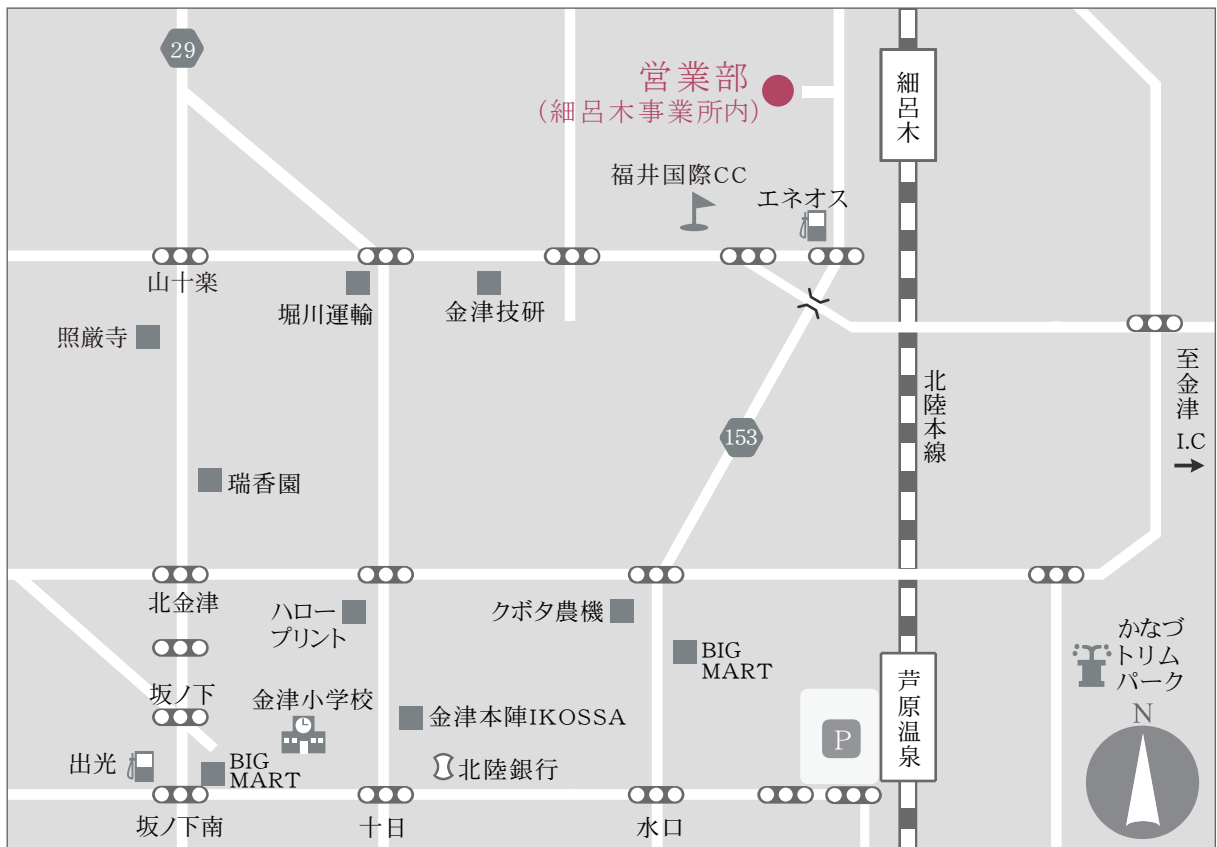 29
営業部
(細呂木事業所内)
細呂木
福井国際CC
エネオス
山十楽
堀川運輸
金津技研
照厳寺
至金津
I.C
北陸本線
153
瑞香園
北金津
ハロー
プリント
クボタ農機
BIG
MART
かなづ
トリム
パーク
坂ノ下
金津小学校
金津本陣IKOSSA
芦原温泉
P
N
出光
BIG
MART
北陸銀行
坂ノ下南
十日
水口